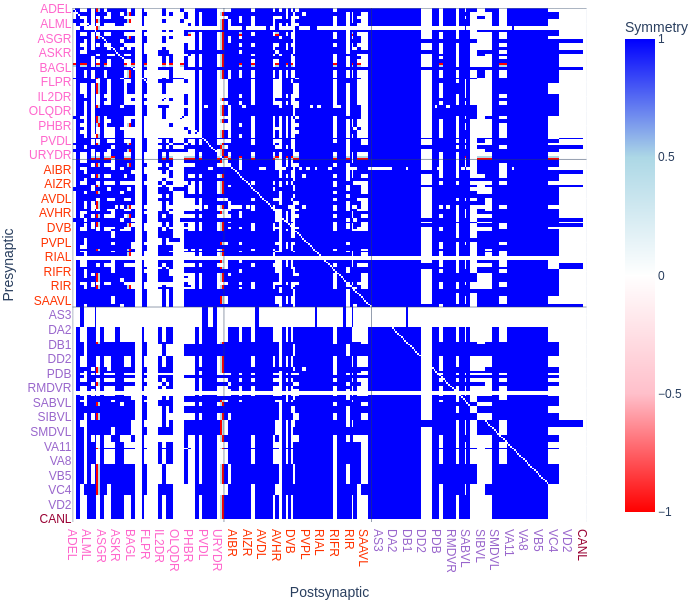 Symmetry
1
0.5
0
−0.5
−1
Presynaptic
ADEL
ALML
ASGR
ASKR
BAGL
FLPR
IL2DR
OLQDR
PHBR
PVDL
URYDR
AIBR
AIZR
AVDL
AVHR
DVB
PVPL
RIAL
RIFR
RIR
SAAVL
AS3
DA2
DB1
DD2
PDB
RMDVR
SABVL
SIBVL
SMDVL
VA11
VA8
VB5
VC4
VD2
CANL
ADEL
ALML
ASGR
ASKR
BAGL
FLPR
IL2DR
OLQDR
PHBR
PVDL
URYDR
AIBR
AIZR
AVDL
AVHR
DVB
PVPL
RIAL
RIFR
RIR
SAAVL
AS3
DA2
DB1
DD2
PDB
RMDVR
SABVL
SIBVL
SMDVL
VA11
VA8
VB5
VC4
VD2
CANL
Postsynaptic